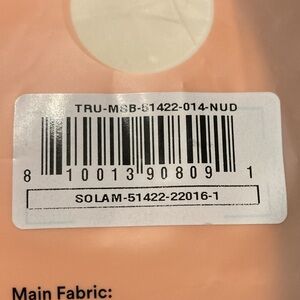 TRU-MSB-51422-014-NUD
8 10013 90809 1
SOLAM-51422-22016-1
Main Fabric: